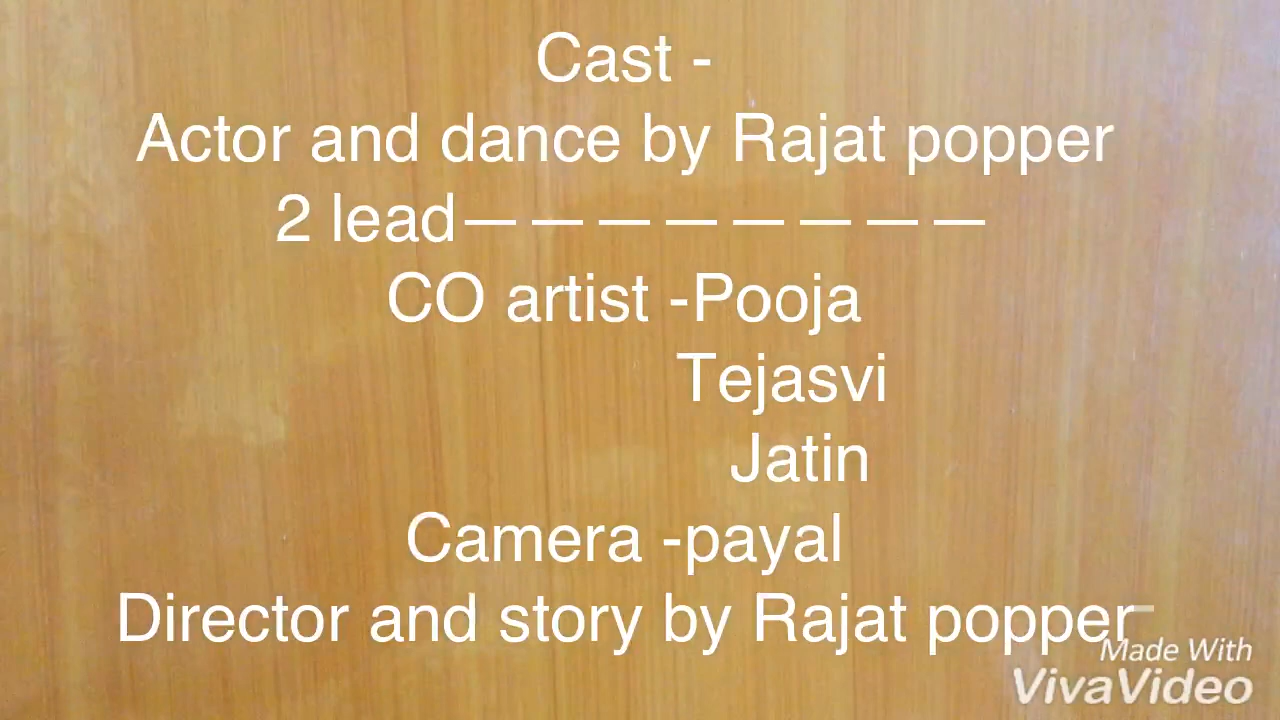 Cast -
Actor and dance by Rajat popper
2 lead— — — — — — — —
CO artist -Pooja
Tejasvi
Jatin
Camera -payal
Director and story by Rajat popper
Made With
VivaVideo